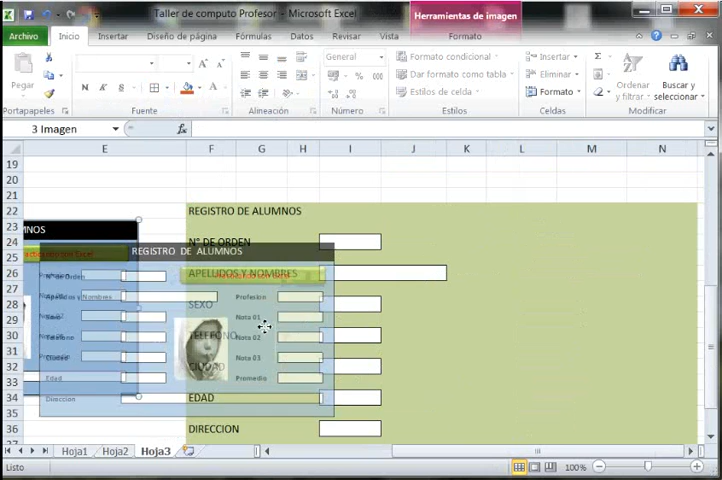 Taller de computo Profesor - Microsoft Excel
Herramientas de imagen
Archivo Inicio Insertar Diseño de página Fórmulas Datos Revisar Vista Formato
Pegar
N K S
A A
General
% 000
Formato condicional
Dar formato como tabla
Estilos de celda
Insertar
Eliminar
Formato
Σ
Ordenar y filtrar
Buscar y seleccionar
Portapapeles Fuente Alineación Número Estilos Celdas Modificar
3 Imagen fx
E F G H I J K L M N
19
20
21
22 REGISTRO DE ALUMNOS
23 MNOS
24 N° DE ORDEN
REGISTRO DE ALUMNOS
26 APELLIDOS Y NOMBRES
N° de Orden
27 Apellidos y Nombres Profesion
28 SEXO
29 Sexo Nota 01
30 TELEFONO
Telefono Nota 02
31 Ciudad Nota 03
32 CIUDAD
33 Edad Promedio
34 EDAD
Direccion
35
36 DIRECCION
Hoja1 Hoja2 Hoja3
Listo 100%